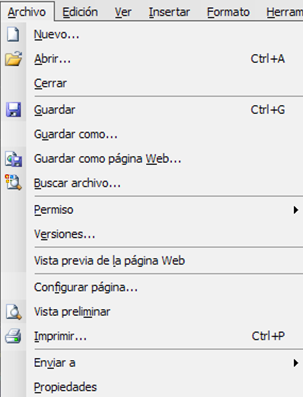 Archivo Edición Ver Insertar Formato Herram
Nuevo...
Abrir... Ctrl+A
Cerrar
Guardar Ctrl+G
Guardar como...
Guardar como página Web...
Buscar archivo...
Permiso
Versiones...
Vista previa de la página Web
Configurar página...
Vista preliminar
Imprimir... Ctrl+P
Enviar a
Propiedades